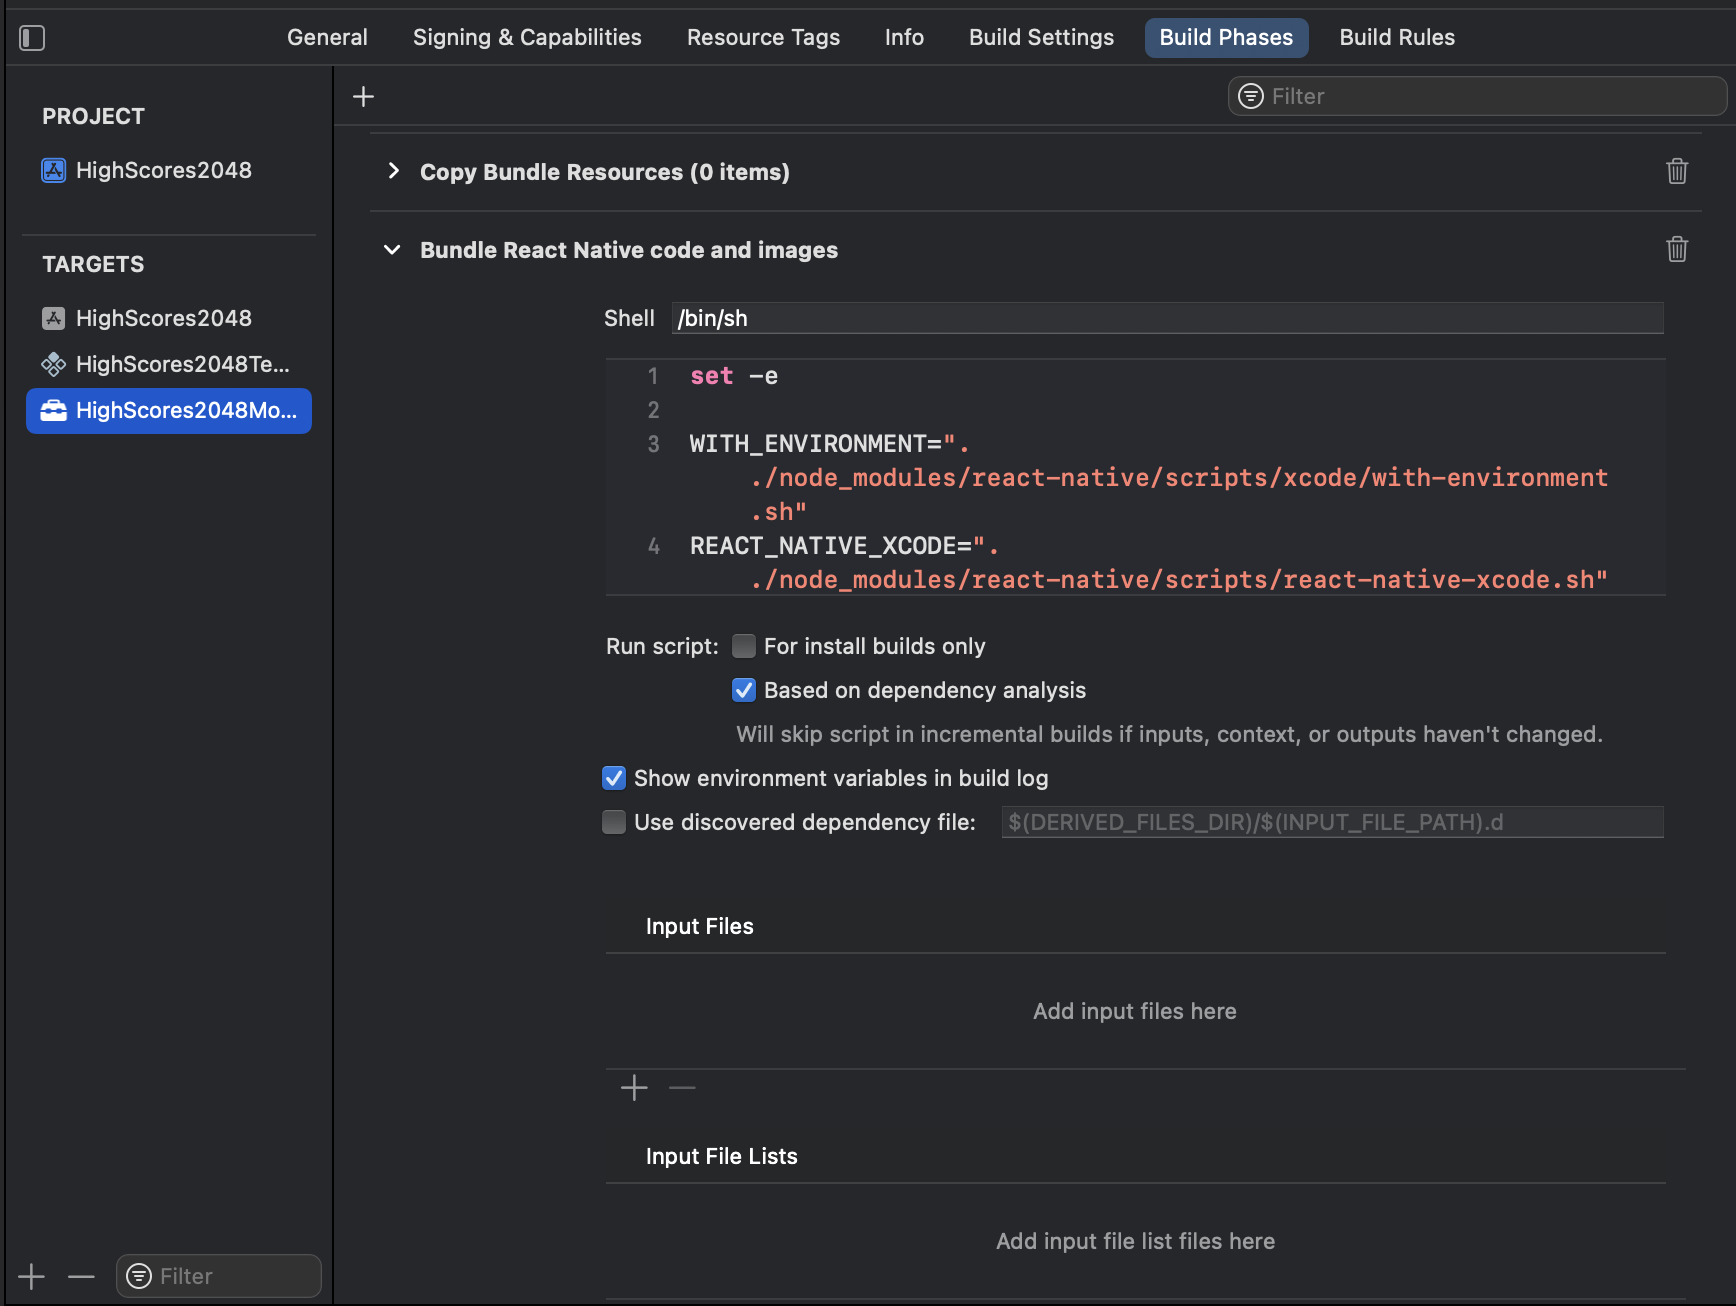 General Signing & Capabilities Resource Tags Info Build Settings Build Phases Build Rules
Filter
PROJECT
HighScores2048
TARGETS
HighScores2048
HighScores2048Te...
HighScores2048Mo...
Filter
Copy Bundle Resources (0 items)
Bundle React Native code and images
Shell /bin/sh
1 set -e
2
3 WITH_ENVIRONMENT=".
./node_modules/react-native/scripts/xcode/with-environment
.sh"
4 REACT_NATIVE_XCODE=".
./node_modules/react-native/scripts/react-native-xcode.sh"
Run script: For install builds only
Based on dependency analysis
Will skip script in incremental builds if inputs, context, or outputs haven't changed.
Show environment variables in build log
Use discovered dependency file: $(DERIVED_FILES_DIR)/$(INPUT_FILE_PATH).d
Input Files
Add input files here
Input File Lists
Add input file list files here